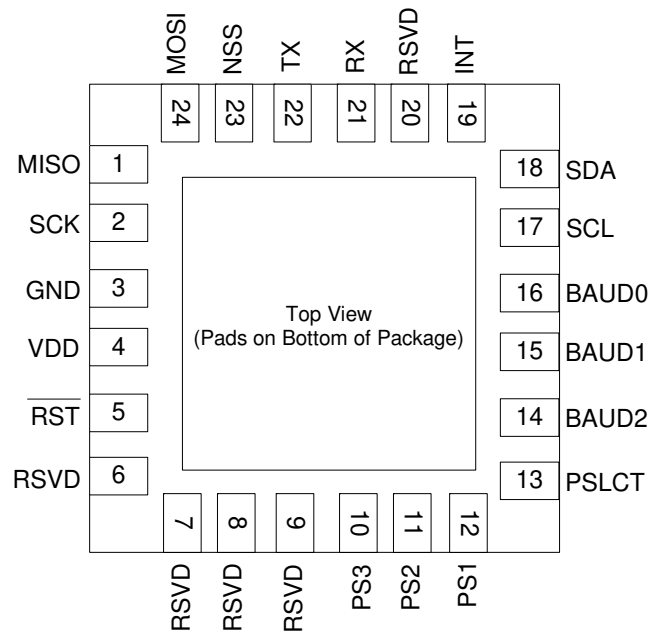 MOSI
NSS
TX
RX
RSVD
INT
24
23
22
21
20
19
MISO 1
SCK 2
GND 3
VDD 4
RST 5
RSVD 6
Top View
(Pads on Bottom of Package)
18 SDA
17 SCL
16 BAUD0
15 BAUD1
14 BAUD2
13 PSLCT
7
8
9
10
11
12
RSVD
RSVD
RSVD
PS3
PS2
PS1